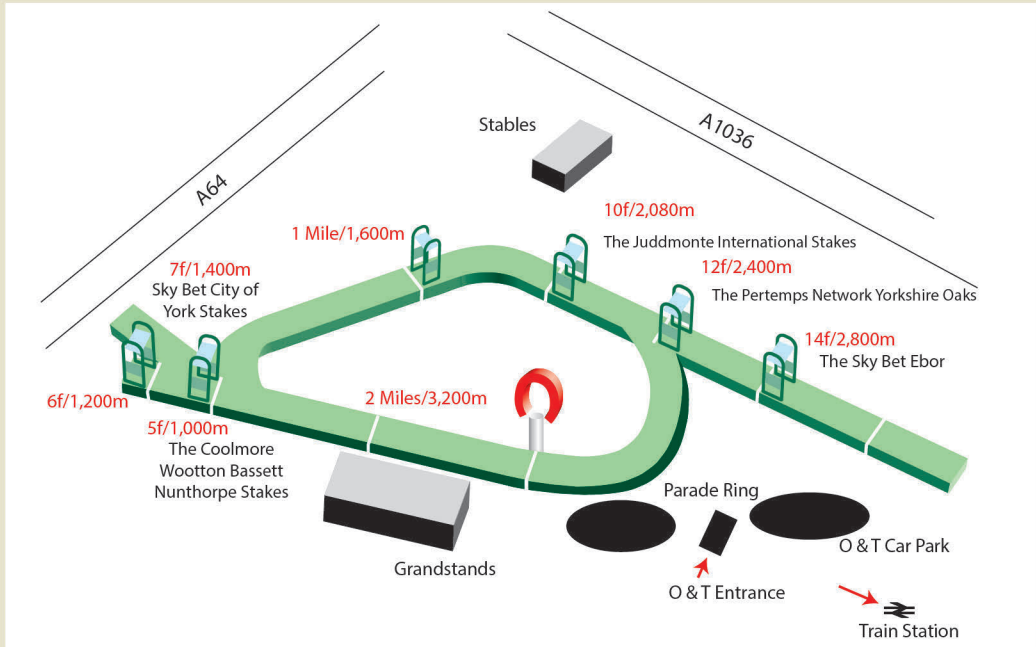 A64
A1036
Stables
10f/2,080m
The Juddmonte International Stakes
1 Mile/1,600m
12f/2,400m
The Pertemps Network Yorkshire Oaks
7f/1,400m
Sky Bet City of
York Stakes
14f/2,800m
The Sky Bet Ebor
6f/1,200m
2 Miles/3,200m
5f/1,000m
The Coolmore
Wootton Bassett
Nunthorpe Stakes
Parade Ring
Grandstands
O & T Car Park
O & T Entrance
Train Station